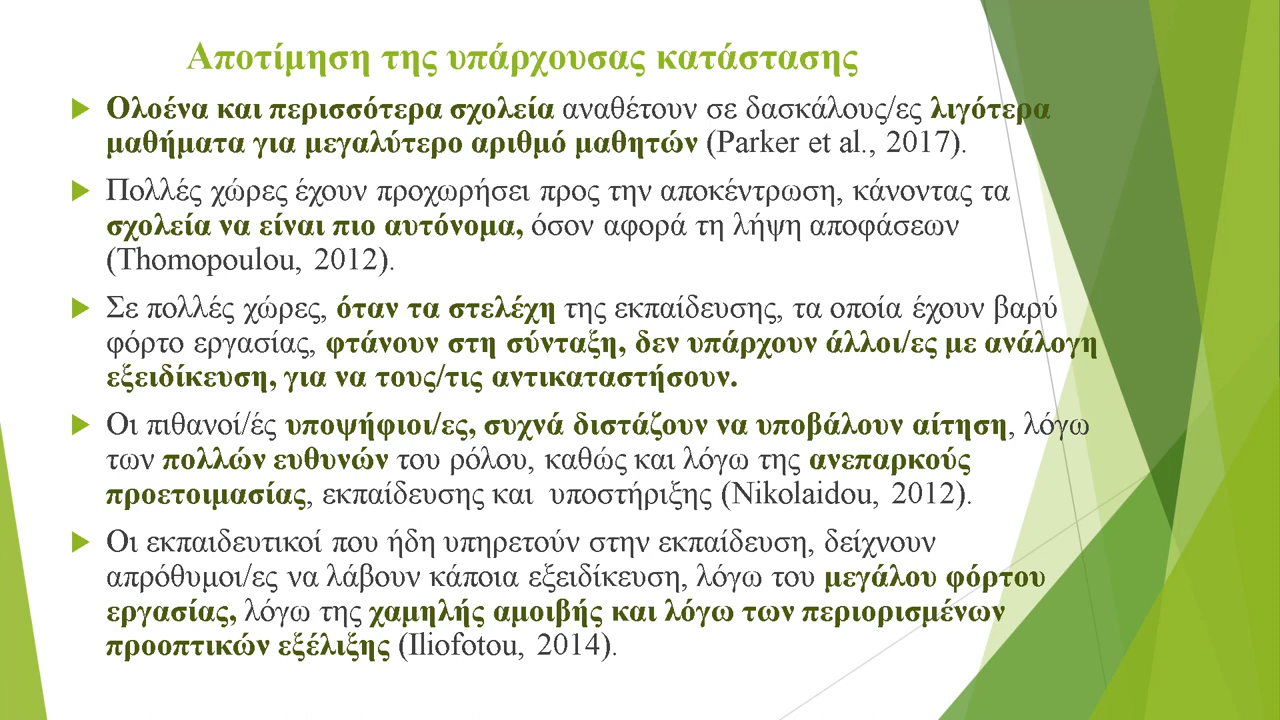 Αποτίμηση της υπάρχουσας κατάστασης
Ολοένα και περισσότερα σχολεία αναθέτουν σε δασκάλους/ες λιγότερα
μαθήματα για μεγαλύτερο αριθμό μαθητών (Parker et al., 2017).
Πολλές χώρες έχουν προχωρήσει προς την αποκέντρωση, κάνοντας τα
σχολεία να είναι πιο αυτόνομα, όσον αφορά τη λήψη αποφάσεων
(Thomopoulou, 2012).
Σε πολλές χώρες, όταν τα στελέχη της εκπαίδευσης, τα οποία έχουν βαρύ
φόρτο εργασίας, φτάνουν στη σύνταξη, δεν υπάρχουν άλλοι/ες με ανάλογη
εξειδίκευση, για να τους/τις αντικαταστήσουν.
Οι πιθανοί/ές υποψήφιοι/ες, συχνά διστάζουν να υποβάλουν αίτηση, λόγω
των πολλών ευθυνών του ρόλου, καθώς και λόγω της ανεπαρκούς
προετοιμασίας, εκπαίδευσης και υποστήριξης (Nikolaidou, 2012).
Οι εκπαιδευτικοί που ήδη υπηρετούν στην εκπαίδευση, δείχνουν
απρόθυμοι/ες να λάβουν κάποια εξειδίκευση, λόγω του μεγάλου φόρτου
εργασίας, λόγω της χαμηλής αμοιβής και λόγω των περιορισμένων
προοπτικών εξέλιξης (Iliofotou, 2014).